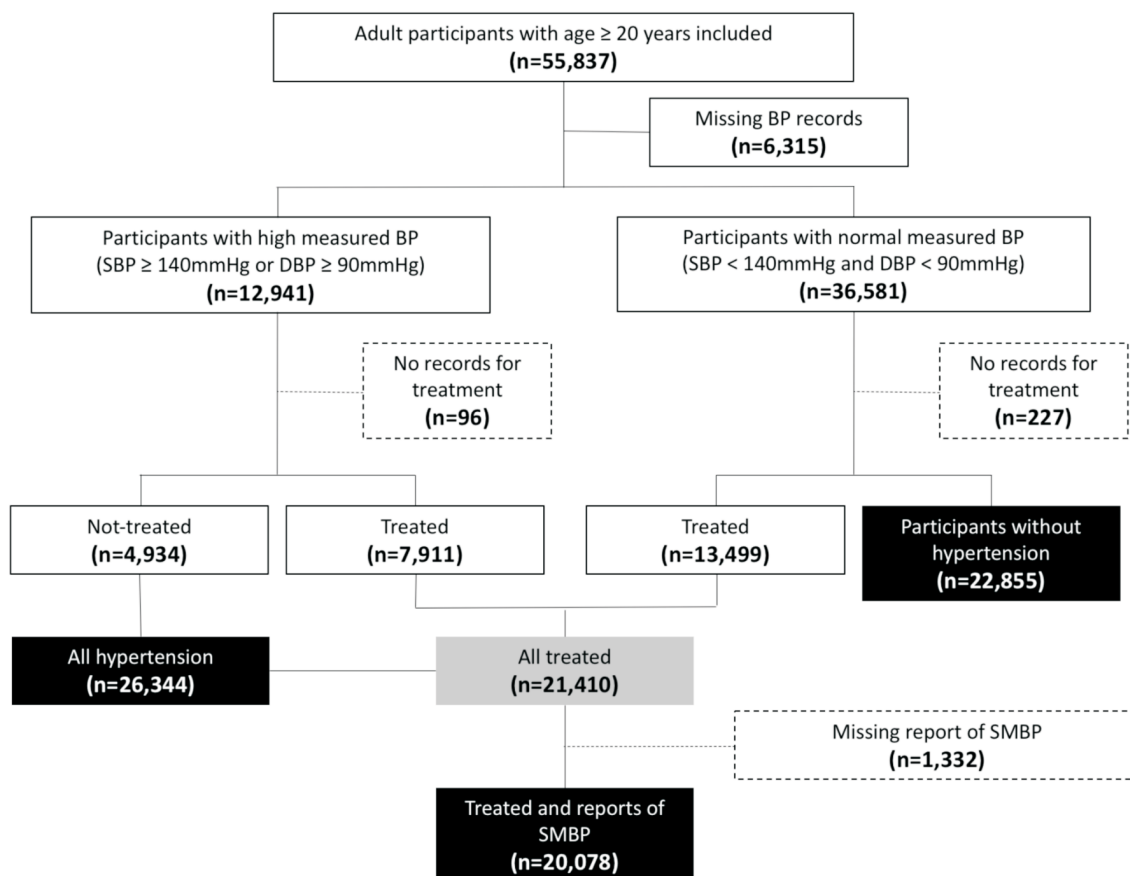 Adult participants with age ≥ 20 years included
(n=55,837)
Missing BP records
(n=6,315)
Participants with high measured BP
(SBP ≥ 140mmHg or DBP ≥ 90mmHg)
(n=12,941)
Participants with normal measured BP
(SBP < 140mmHg and DBP < 90mmHg)
(n=36,581)
No records for
treatment
(n=96)
No records for
treatment
(n=227)
Not-treated
(n=4,934)
Treated
(n=7,911)
Treated
(n=13,499)
Participants without
hypertension
(n=22,855)
All hypertension
(n=26,344)
All treated
(n=21,410)
Missing report of SMBP
(n=1,332)
Treated and reports of
SMBP
(n=20,078)